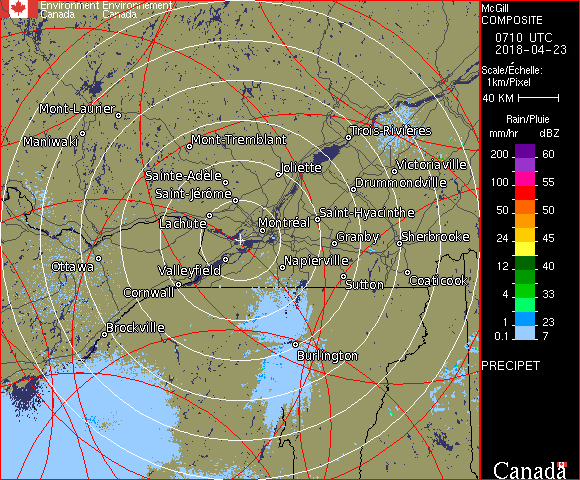 Environment Environnement
Canada Canada
McGill
COMPOSITE
0710 UTC
2018-04-23
Scale/Échelle:
1km/Pixel
40 KM
Rain/Pluie
mm/hr dBZ
200 60
100 55
50 50
24 45
12 40
4 33
1 23
0.1 7
PRECIPET
Canada
Mont-Laurier
Maniwaki
Mont-Tremblant
Trois-Rivières
Joliette
Victoriaville
Sainte-Adèle
Drummondville
Saint-Jérôme
Saint-Hyacinthe
Lachute
Montréal
Granby
Sherbrooke
Ottawa
Valleyfield
Napierville
Coaticook
Cornwall
Sutton
Brockville
Burlington